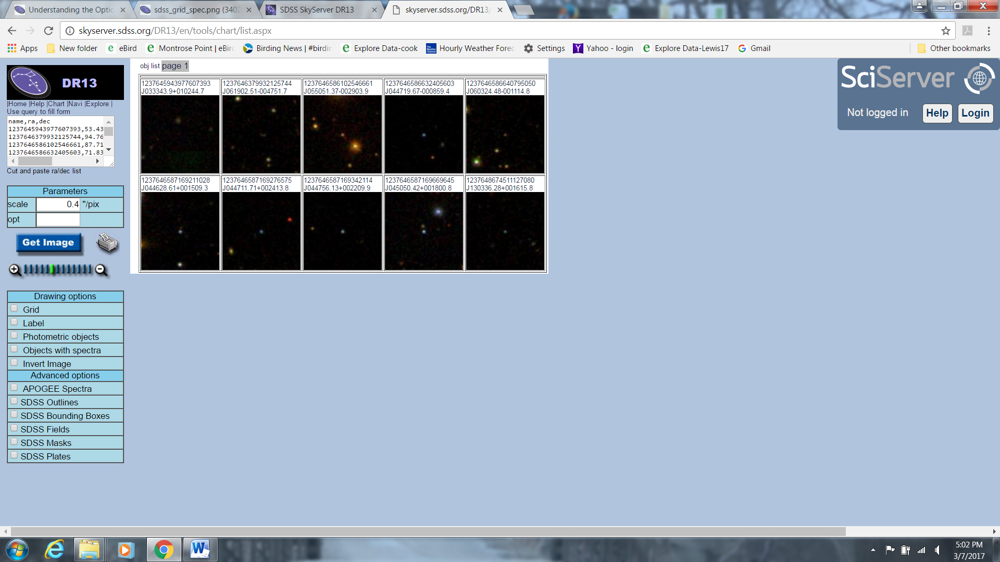 Understanding the Optic
sdss_grid_spec.png (3402
SDSS SkyServer DR13
skyserver.sdss.org/DR13/
skyserver.sdss.org/DR13/en/tools/chart/list.aspx
Apps
New folder
eBird
Montrose Point | eBir
Birding News | #birdin
Explore Data-cook
Hourly Weather Forec
Settings
Yahoo - login
Explore Data-Lewis17
Gmail
Other bookmarks
DR13
|Home |Help |Chart |Navi |Explore |
Use query to fill form
name,ra,dec
1237645943977607393,53.43
1237646379932125744,94.76
1237646586102546661,87.71
1237646586632405603,71.83
Cut and paste ra/dec list
Parameters
scale 0.4 "/pix
opt
Get Image
Drawing options
Grid
Label
Photometric objects
Objects with spectra
Invert Image
Advanced options
APOGEE Spectra
SDSS Outlines
SDSS Bounding Boxes
SDSS Fields
SDSS Masks
SDSS Plates
obj list page 1
1237645943977607393
J033343.9+010244.7
1237646379932125744
J061902.51-004751.7
1237646586102546661
J055051.37-002903.9
1237646586632405603
J044719.67-000859.4
1237646586640795050
J060324.48-001114.8
1237646587169211028
J044628.61+001509.3
1237646587169276575
J044711.71+002413.8
1237646587169342114
J044756.13+002209.9
1237646587169669645
J045050.42+001800.8
1237648674511127080
J130336.28+001615.8
SciServer
Not logged in
Help
Login
5:02 PM
3/7/2017